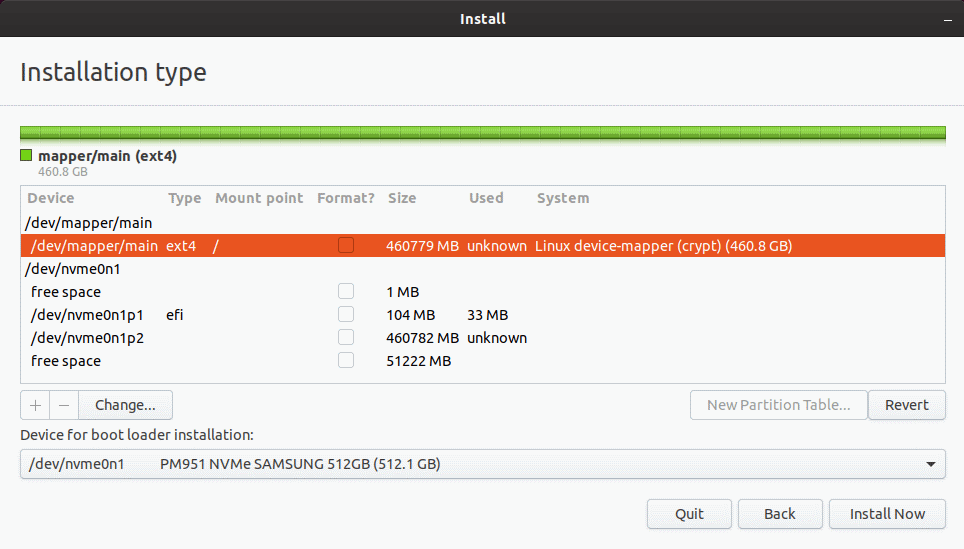 Install
Installation type
mapper/main (ext4)
460.8 GB
Device Type Mount point Format? Size Used System
/dev/mapper/main
/dev/mapper/main ext4 / 460779 MB unknown Linux device-mapper (crypt) (460.8 GB)
/dev/nvme0n1
free space 1 MB
/dev/nvme0n1p1 efi 104 MB 33 MB
/dev/nvme0n1p2 460782 MB unknown
free space 51222 MB
+ − Change... New Partition Table... Revert
Device for boot loader installation:
/dev/nvme0n1 PM951 NVMe SAMSUNG 512GB (512.1 GB)
Quit Back Install Now